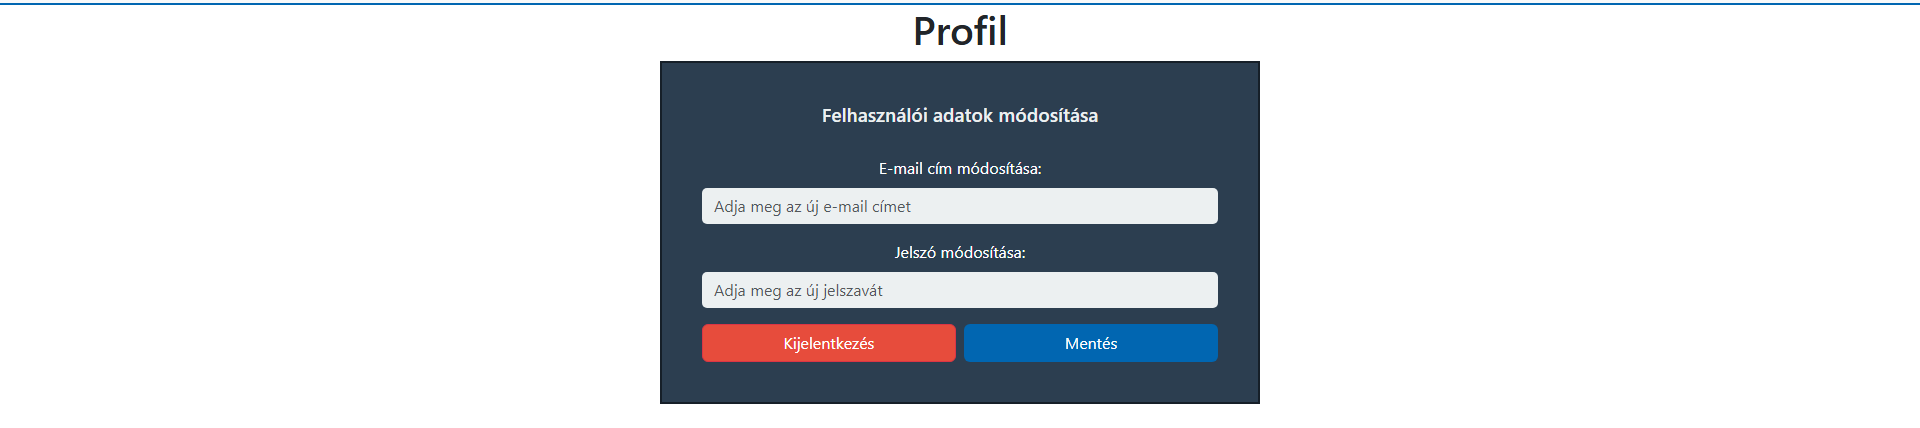 Profil
Felhasználói adatok módosítása
E-mail cím módosítása:
Adja meg az új e-mail címet
Jelszó módosítása:
Adja meg az új jelszavát
Kijelentkezés
Mentés